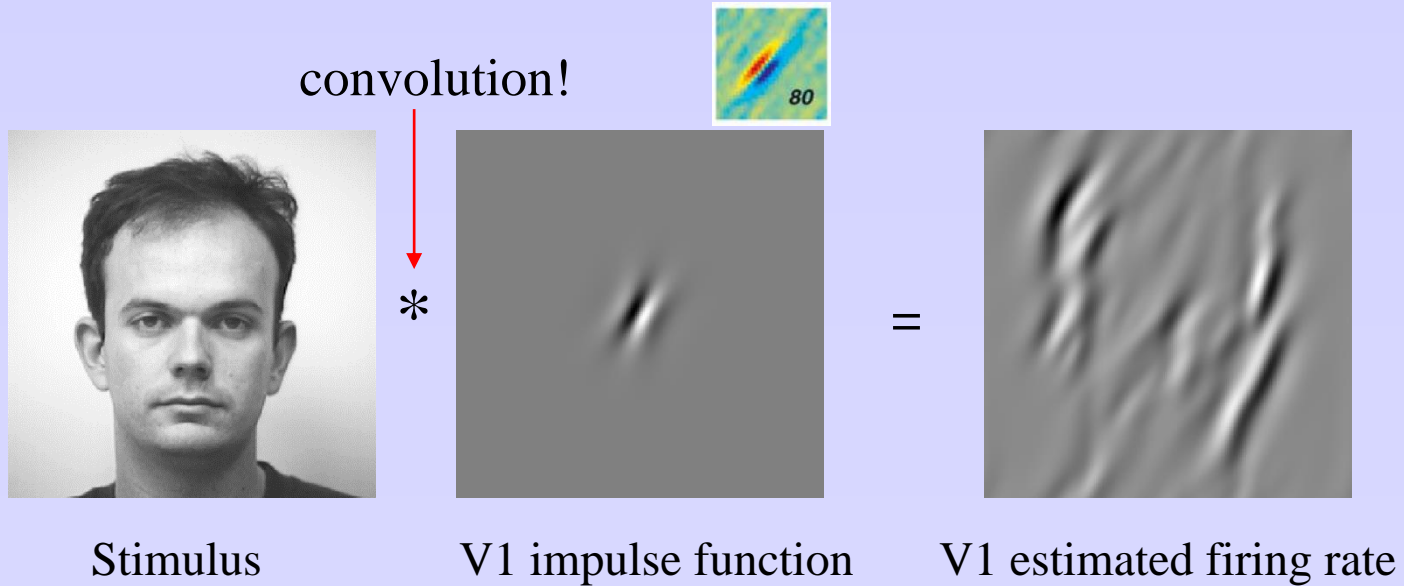 80
convolution!
*
=
Stimulus
V1 impulse function
V1 estimated firing rate